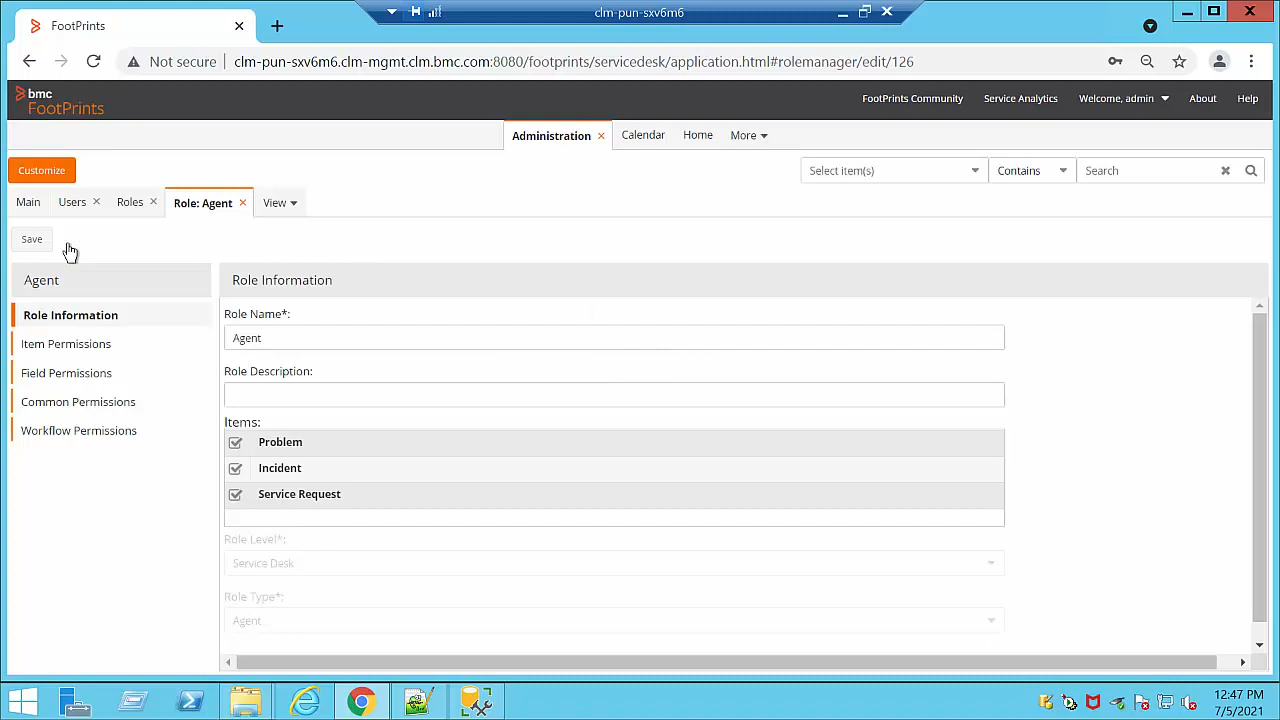 FootPrints
clm-pun-sxv6m6
Not secure clm-pun-sxv6m6.clm-mgmt.clm.bmc.com:8080/footprints/servicedesk/application.html#rolemanager/edit/126
bmc
FootPrints
FootPrints Community Service Analytics Welcome, admin About Help
Administration Calendar Home More
Customize Select item(s) Contains Search
Main Users Roles Role: Agent View
Save
Agent
Role Information
Item Permissions
Field Permissions
Common Permissions
Workflow Permissions
Role Information
Role Name*:
Agent
Role Description:
Items:
Problem
Incident
Service Request
Role Level*:
Service Desk
Role Type*:
Agent
12:47 PM
7/5/2021